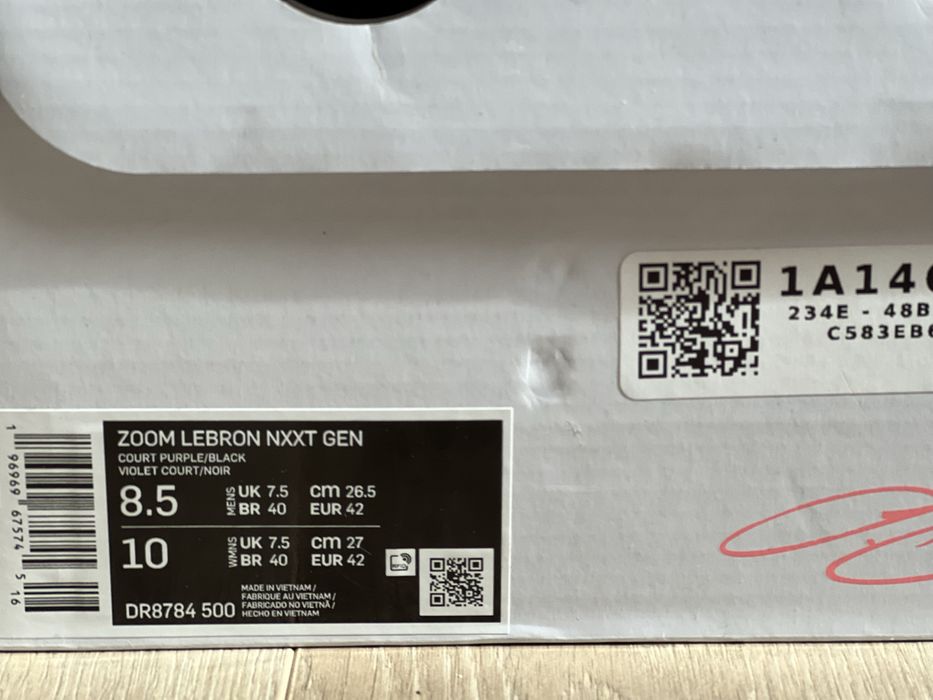 1A14
234E - 48B
C583EB6
ZOOM LEBRON NXXT GEN
COURT PURPLE/BLACK
VIOLET COURT/NOIR
8.5 MENS UK 7.5 cm 26.5
BR 40 EUR 42
10 WMNS UK 7.5 cm 27
BR 40 EUR 42
DR8784 500
MADE IN VIETNAM /
FABRIQUÉ AU VIETNAM /
FABRICADO NO VIETNÃ /
HECHO EN VIETNAM
1 96969 67574 5 16